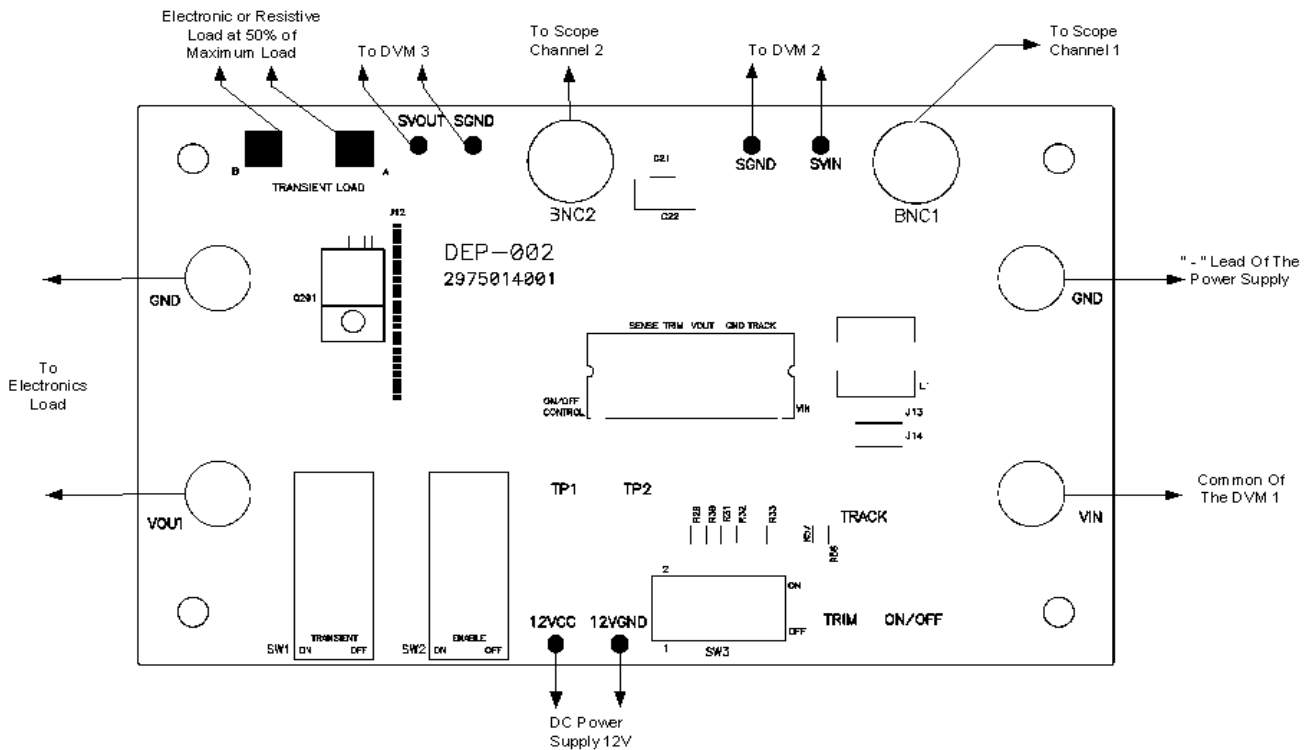 Electronic or Resistive
Load at 50% of
Maximum Load
To DVM 3
To Scope
Channel 2
To DVM 2
To Scope
Channel 1
SVOUT SGND
B
A
TRANSIENT LOAD
BNC2
C21
C22
SGND
SVIN
BNC1
J12
DEP-002
2975014001
Q201
GND
GND
" - " Lead Of The
Power Supply
To
Electronics
Load
SENSE TRIM VOUT GND TRACK
ON/OFF
CONTROL
VIN
L1
J13
J14
VOU1
TP1
TP2
VIN
Common Of
The DVM 1
R28
R30
R31
R32
R33
TRACK
R56
2
1
ON
OFF
SW3
TRIM
ON/OFF
SW1
TRANSIENT
ON
OFF
SW2
ENABLE
ON
OFF
12VCC
12VGND
DC Power
Supply 12V